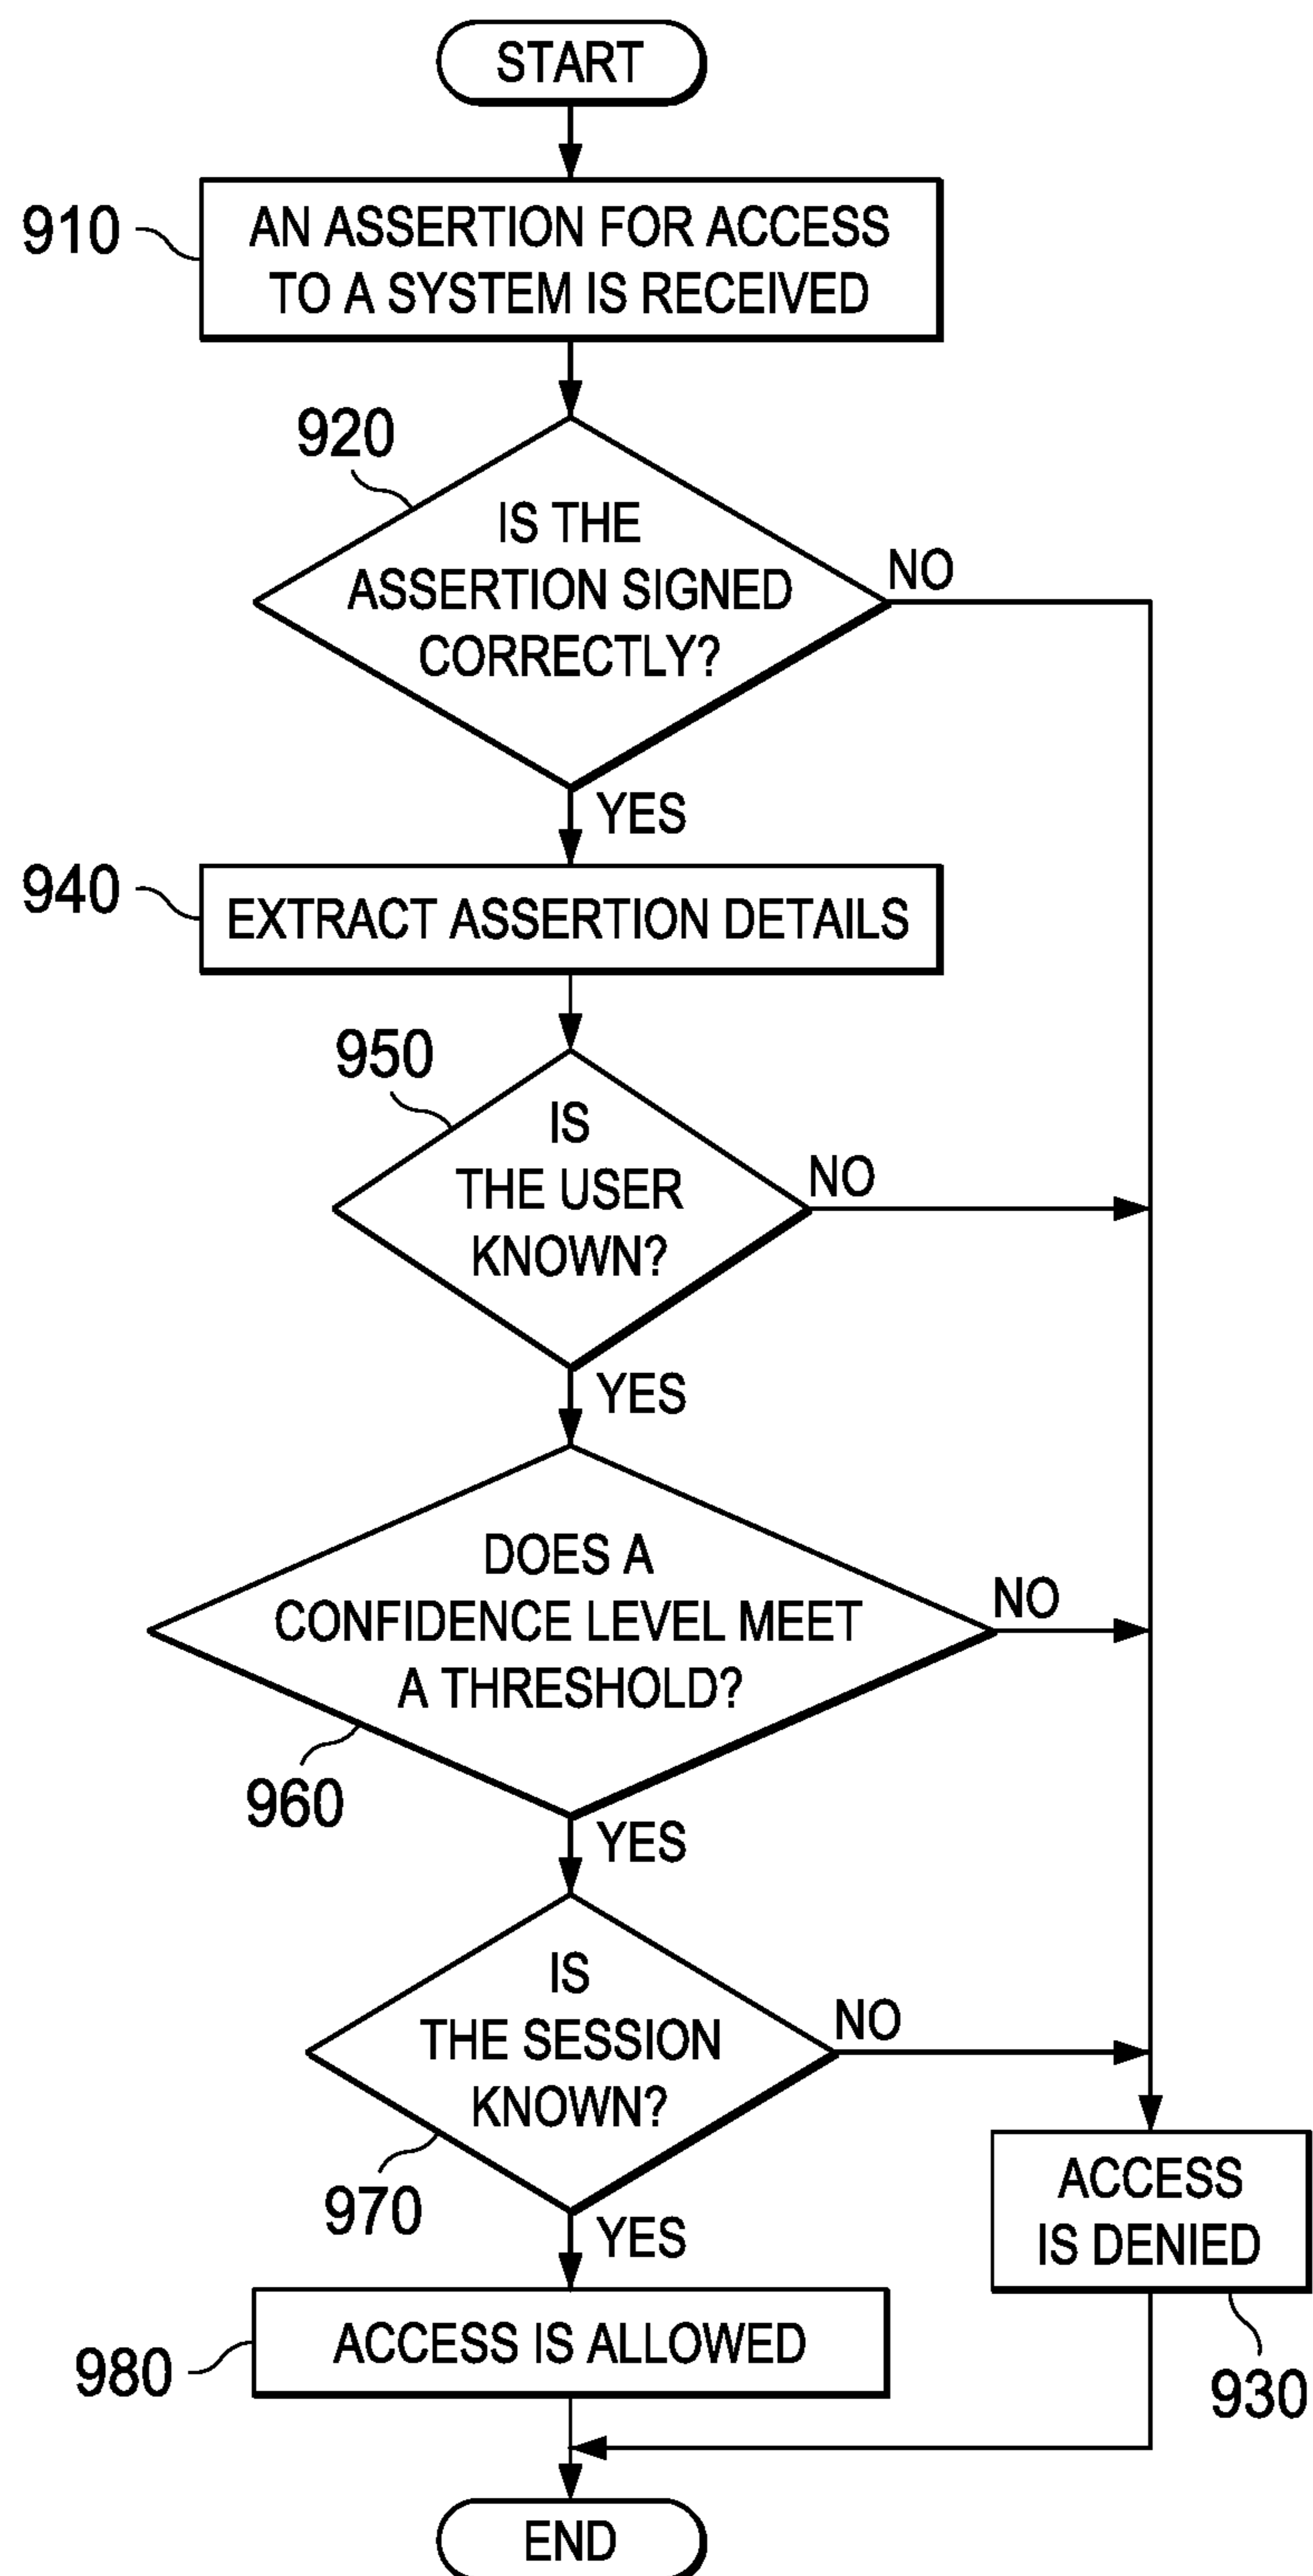 START
910
AN ASSERTION FOR ACCESS
TO A SYSTEM IS RECEIVED
920
IS THE
ASSERTION SIGNED
CORRECTLY?
NO
YES
940
EXTRACT ASSERTION DETAILS
950
IS
THE USER
KNOWN?
NO
YES
DOES A
CONFIDENCE LEVEL MEET
A THRESHOLD?
NO
960
YES
IS
THE SESSION
KNOWN?
NO
970
YES
ACCESS
IS DENIED
930
980
ACCESS IS ALLOWED
END